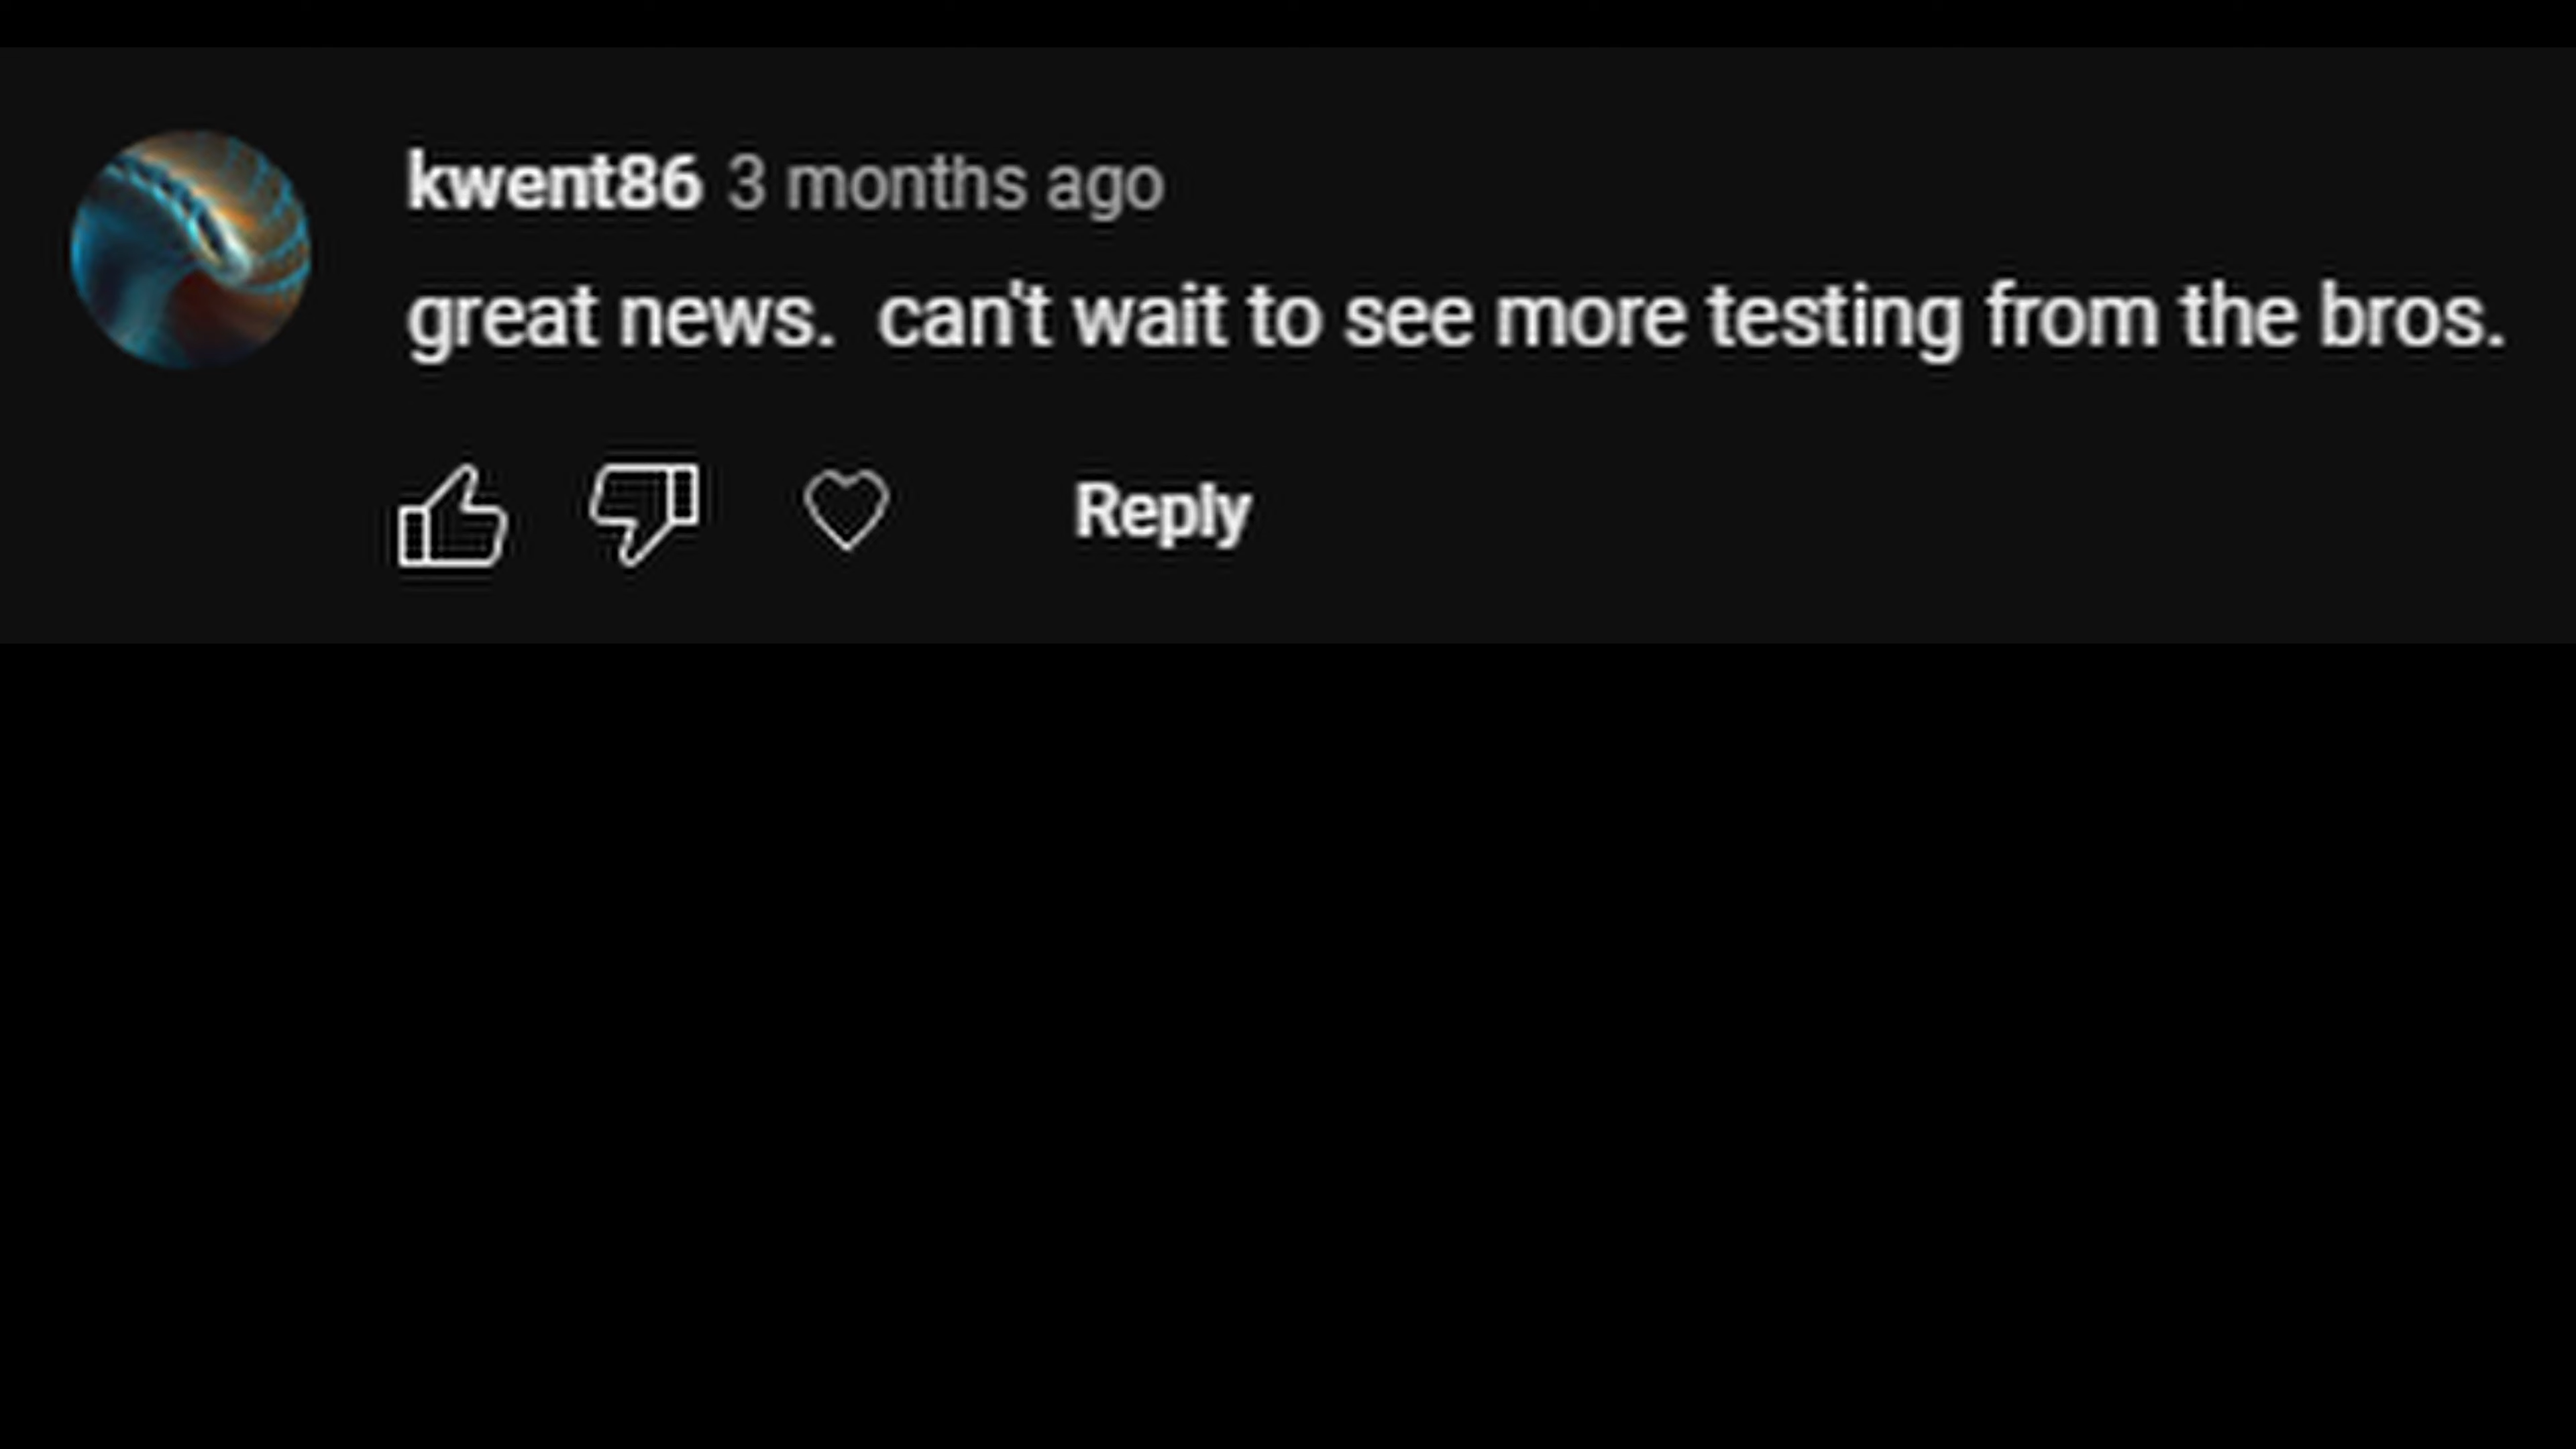 kwent86 3 months ago
great news.  can't wait to see more testing from the bros.
Reply